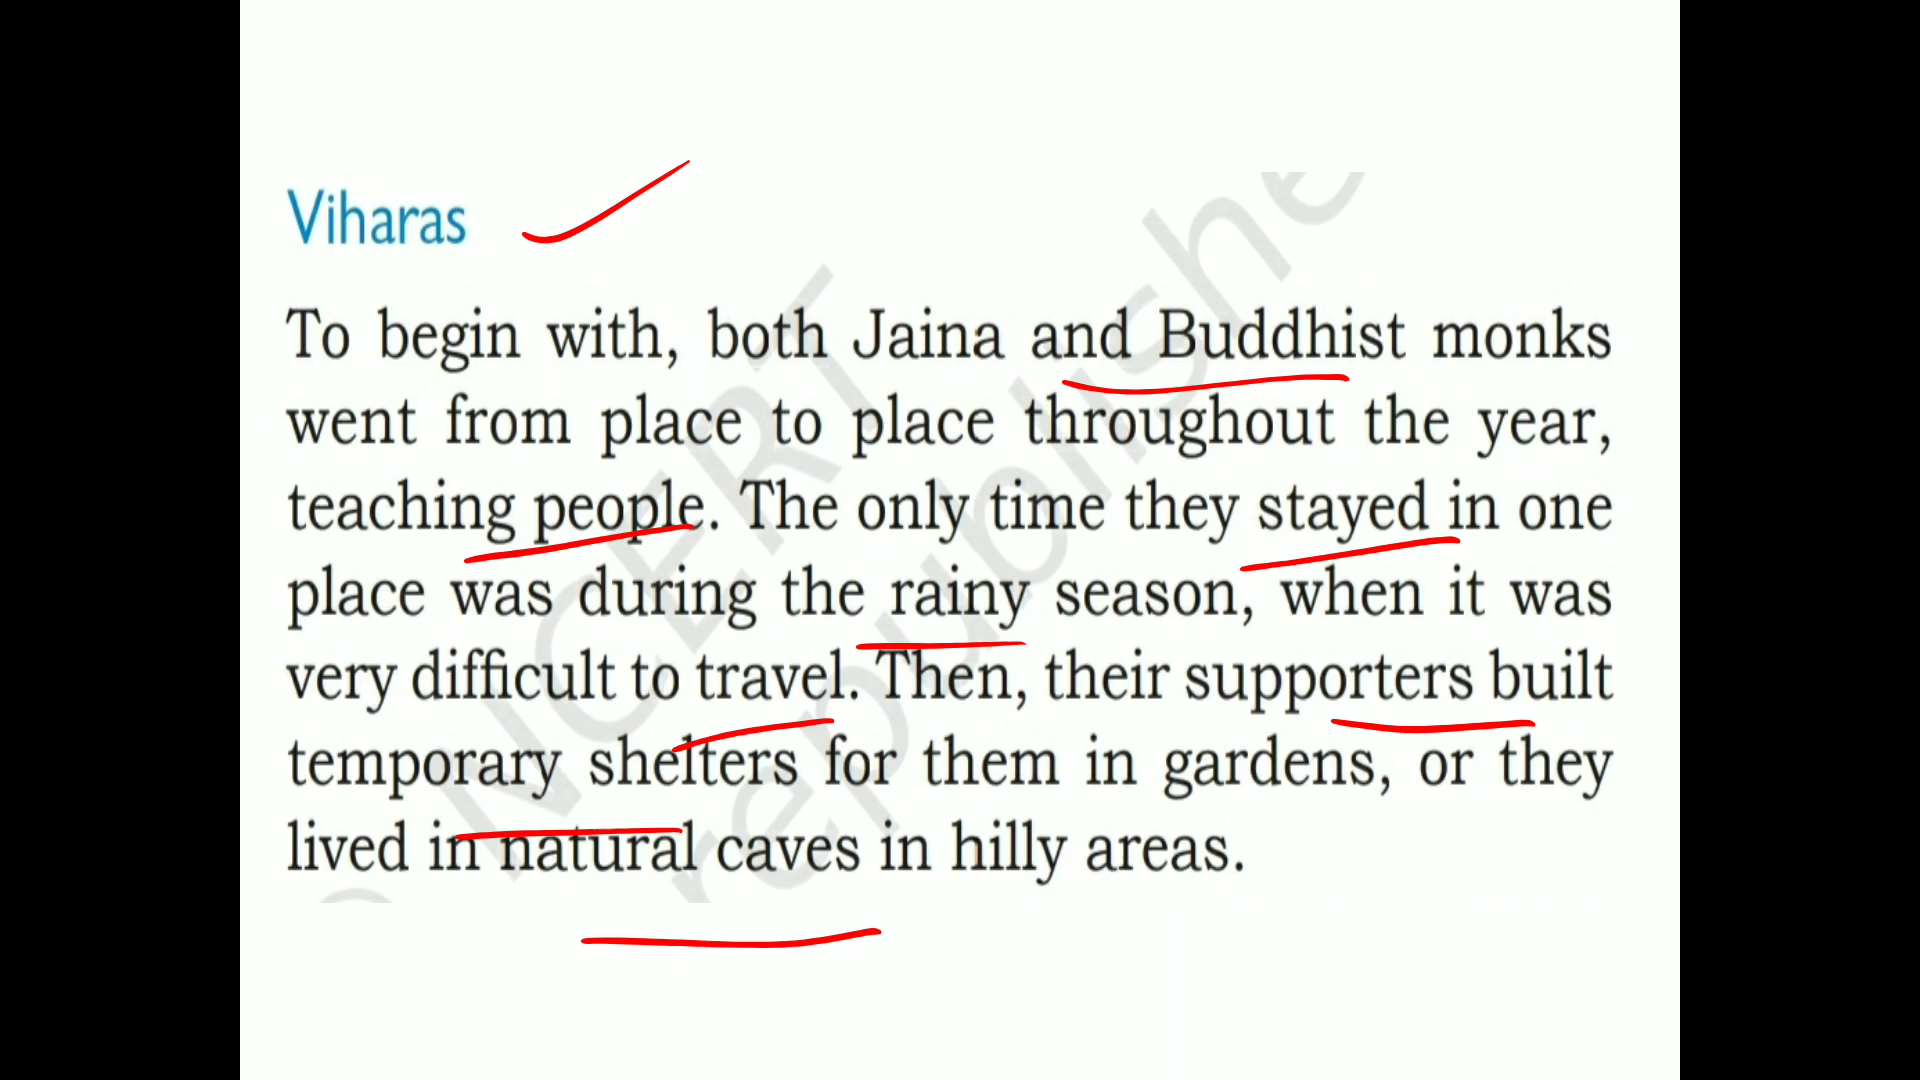 Viharas
To begin with, both Jaina and Buddhist monks
went from place to place throughout the year,
teaching people. The only time they stayed in one
place was during the rainy season, when it was
very difficult to travel. Then, their supporters built
temporary shelters for them in gardens, or they
lived in natural caves in hilly areas.
NCERT
republishe